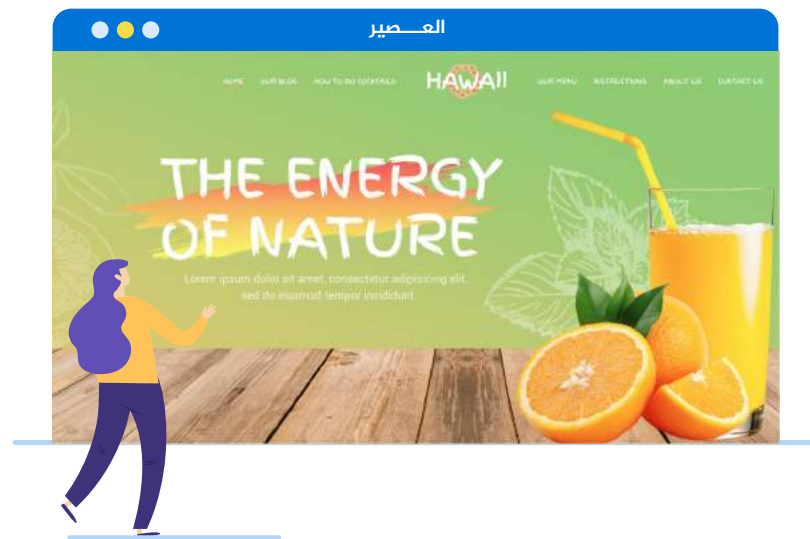 العـــصير
HOME OUR BLOG HOW TO DO COCKTAILS HAWAII OUR MENU INSTRUCTIONS ABOUT US CONTACT US
THE ENERGY
OF NATURE
Lorem ipsum dolor sit amet, consectetur adipisicing elit,
sed do eiusmod tempor incididunt